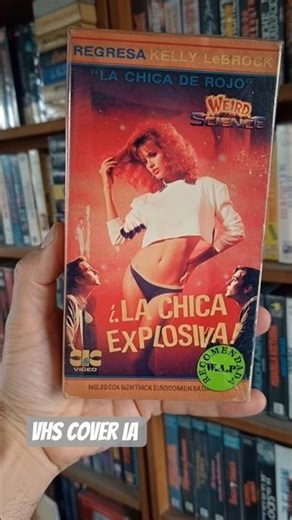 REGRESA KELLY LeBROCK
"LA CHICA DE ROJO"
WEIRD
SCIENCE
¿LA CHICA
EXPLOSIVA!
CIC
VIDEO
RECOMENDADA
W.A.P
VHS COVER IA